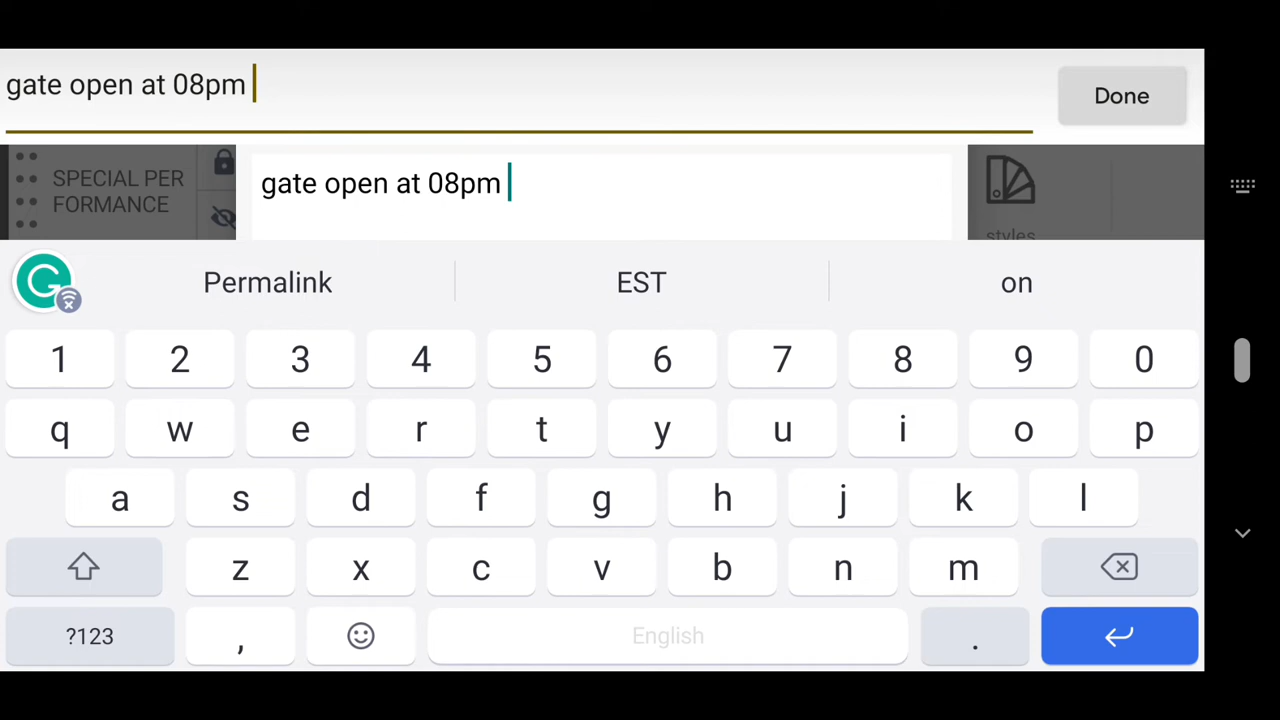 gate open at 08pm
Done
SPECIAL PER
FORMANCE
gate open at 08pm
styles
Permalink EST on
1 2 3 4 5 6 7 8 9 0
q w e r t y u i o p
a s d f g h j k l
z x c v b n m
?123 , English .